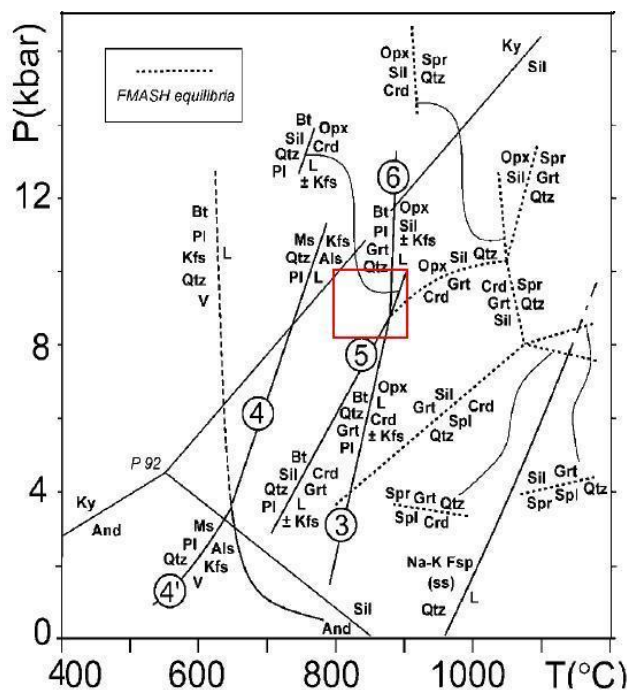 P(kbar)
FMASH equilibria
Opx
Sil
Crd
Spr
Qtz
Ky
Sil
Bt
Sil
Qtz
Pl
Opx
Crd
L
± Kfs
12
6
Opx
Sil
Spr
Grt
Qtz
Bt
Pl
Kfs
Qtz
V
L
Bt
Pl
Grt
Qtz
Opx
Sil
± Kfs
L
Ms
Qtz
Pl
Kfs
Als
L
Opx
Sil
Qtz
Crd
Grt
Crd
Grt
Sil
Spr
Qtz
8
5
4
Bt
Qtz
Grt
Pl
Opx
L
Crd
± Kfs
Grt
Sil
Spl
Crd
Qtz
P 92
Bt
Sil
Qtz
Pl
Crd
Grt
L
± Kfs
4
Ky
And
Ms
Pl
Qtz
Als
Kfs
V
3
Spr
Grt
Qtz
Spl
Crd
Sil
Grt
Spr
Spl
Qtz
4'
Na-K Fsp
(ss)
Qtz
L
Sil
And
0
400
600
800
1000
T(°C)